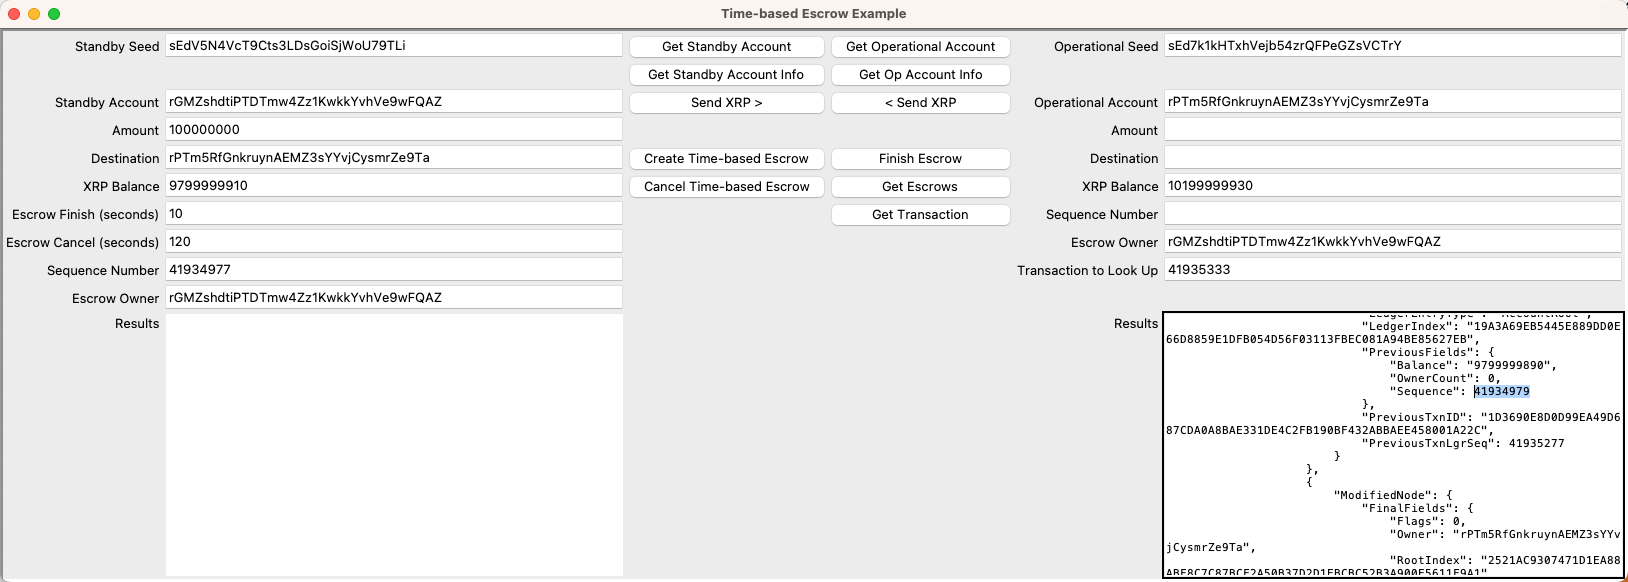 Time-based Escrow Example
Standby Seed sEdV5N4VcT9Cts3LDsGoiSjWoU79TLi Get Standby Account Get Operational Account Operational Seed sEd7k1kHTxhVejb54zrQFPeGZsVCTrY
Get Standby Account Info Get Op Account Info
Standby Account rGMZshdtiPTDTmw4Zz1KwkkYvhVe9wFQAZ Send XRP > < Send XRP Operational Account rPTm5RfGnkruynAEMZ3sYYvjCysmrZe9Ta
Amount 100000000 Amount
Destination rPTm5RfGnkruynAEMZ3sYYvjCysmrZe9Ta Create Time-based Escrow Finish Escrow Destination
XRP Balance 9799999910 Cancel Time-based Escrow Get Escrows XRP Balance 10199999930
Escrow Finish (seconds) 10 Get Transaction Sequence Number
Escrow Cancel (seconds) 120 Escrow Owner rGMZshdtiPTDTmw4Zz1KwkkYvhVe9wFQAZ
Sequence Number 41934977 Transaction to Look Up 41935333
Escrow Owner rGMZshdtiPTDTmw4Zz1KwkkYvhVe9wFQAZ
Results Results
"LedgerEntryType": "AccountRoot",
"LedgerIndex": "19A3A69EB5445E889DD0E
66D8859E1DFB054D56F03113FBEC081A94BE85627EB",
"PreviousFields": {
"Balance": "9799999890",
"OwnerCount": 0,
"Sequence": 41934979
},
"PreviousTxnID": "1D3690E8D0D99EA49D6
87CDA0A8BAE331DE4C2FB190BF432ABBAEE458001A22C",
"PreviousTxnLgrSeq": 41935277
}
},
{
"ModifiedNode": {
"FinalFields": {
"Flags": 0,
"Owner": "rPTm5RfGnkruynAEMZ3sYYv
jCysmrZe9Ta",
"RootIndex": "2521AC9307471D1EA88